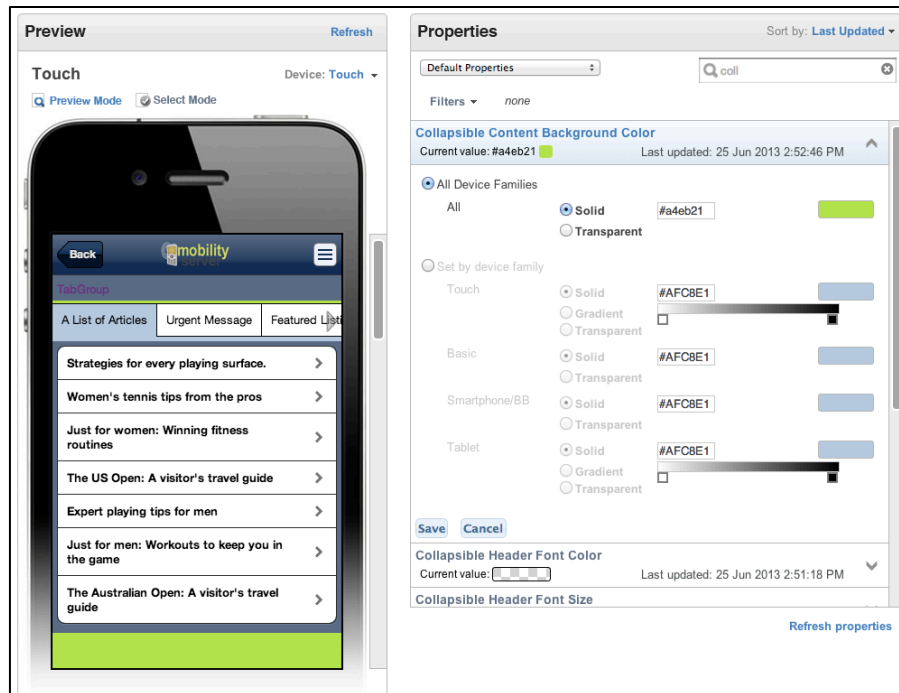 Preview
Refresh
Touch
Device: Touch
Preview Mode
Select Mode
Back
mobility
server
TabGroup
A List of Articles
Urgent Message
Featured Listi
Strategies for every playing surface.
Women's tennis tips from the pros
Just for women: Winning fitness
routines
The US Open: A visitor's travel guide
Expert playing tips for men
Just for men: Workouts to keep you in
the game
The Australian Open: A visitor's travel
guide
Properties
Sort by: Last Updated
Default Properties
coll
Filters
none
Collapsible Content Background Color
Current value: #a4eb21
Last updated: 25 Jun 2013 2:52:46 PM
All Device Families
All
Solid
#a4eb21
Transparent
Set by device family
Touch
Solid
#AFC8E1
Gradient
Transparent
Basic
Solid
#AFC8E1
Transparent
Smartphone/BB
Solid
#AFC8E1
Transparent
Tablet
Solid
#AFC8E1
Gradient
Transparent
Save
Cancel
Collapsible Header Font Color
Current value:
Last updated: 25 Jun 2013 2:51:18 PM
Collapsible Header Font Size
Refresh properties